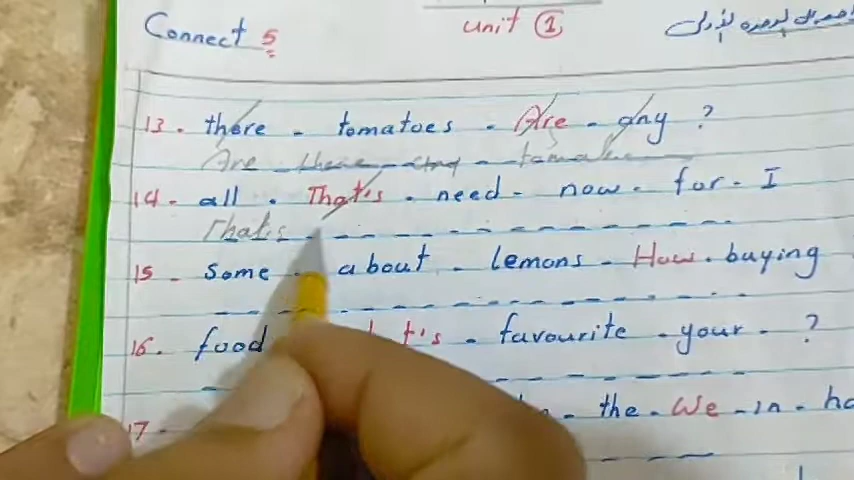 Connect 5
unit 1
13. there - tomatoes - Are - any ?
Are there any - tomatoes
14. all - That's - need - now - for - I
That's
15 - Some - about - lemons - How - buying
16. food - favourite - your - ?
17 - the - We - in -